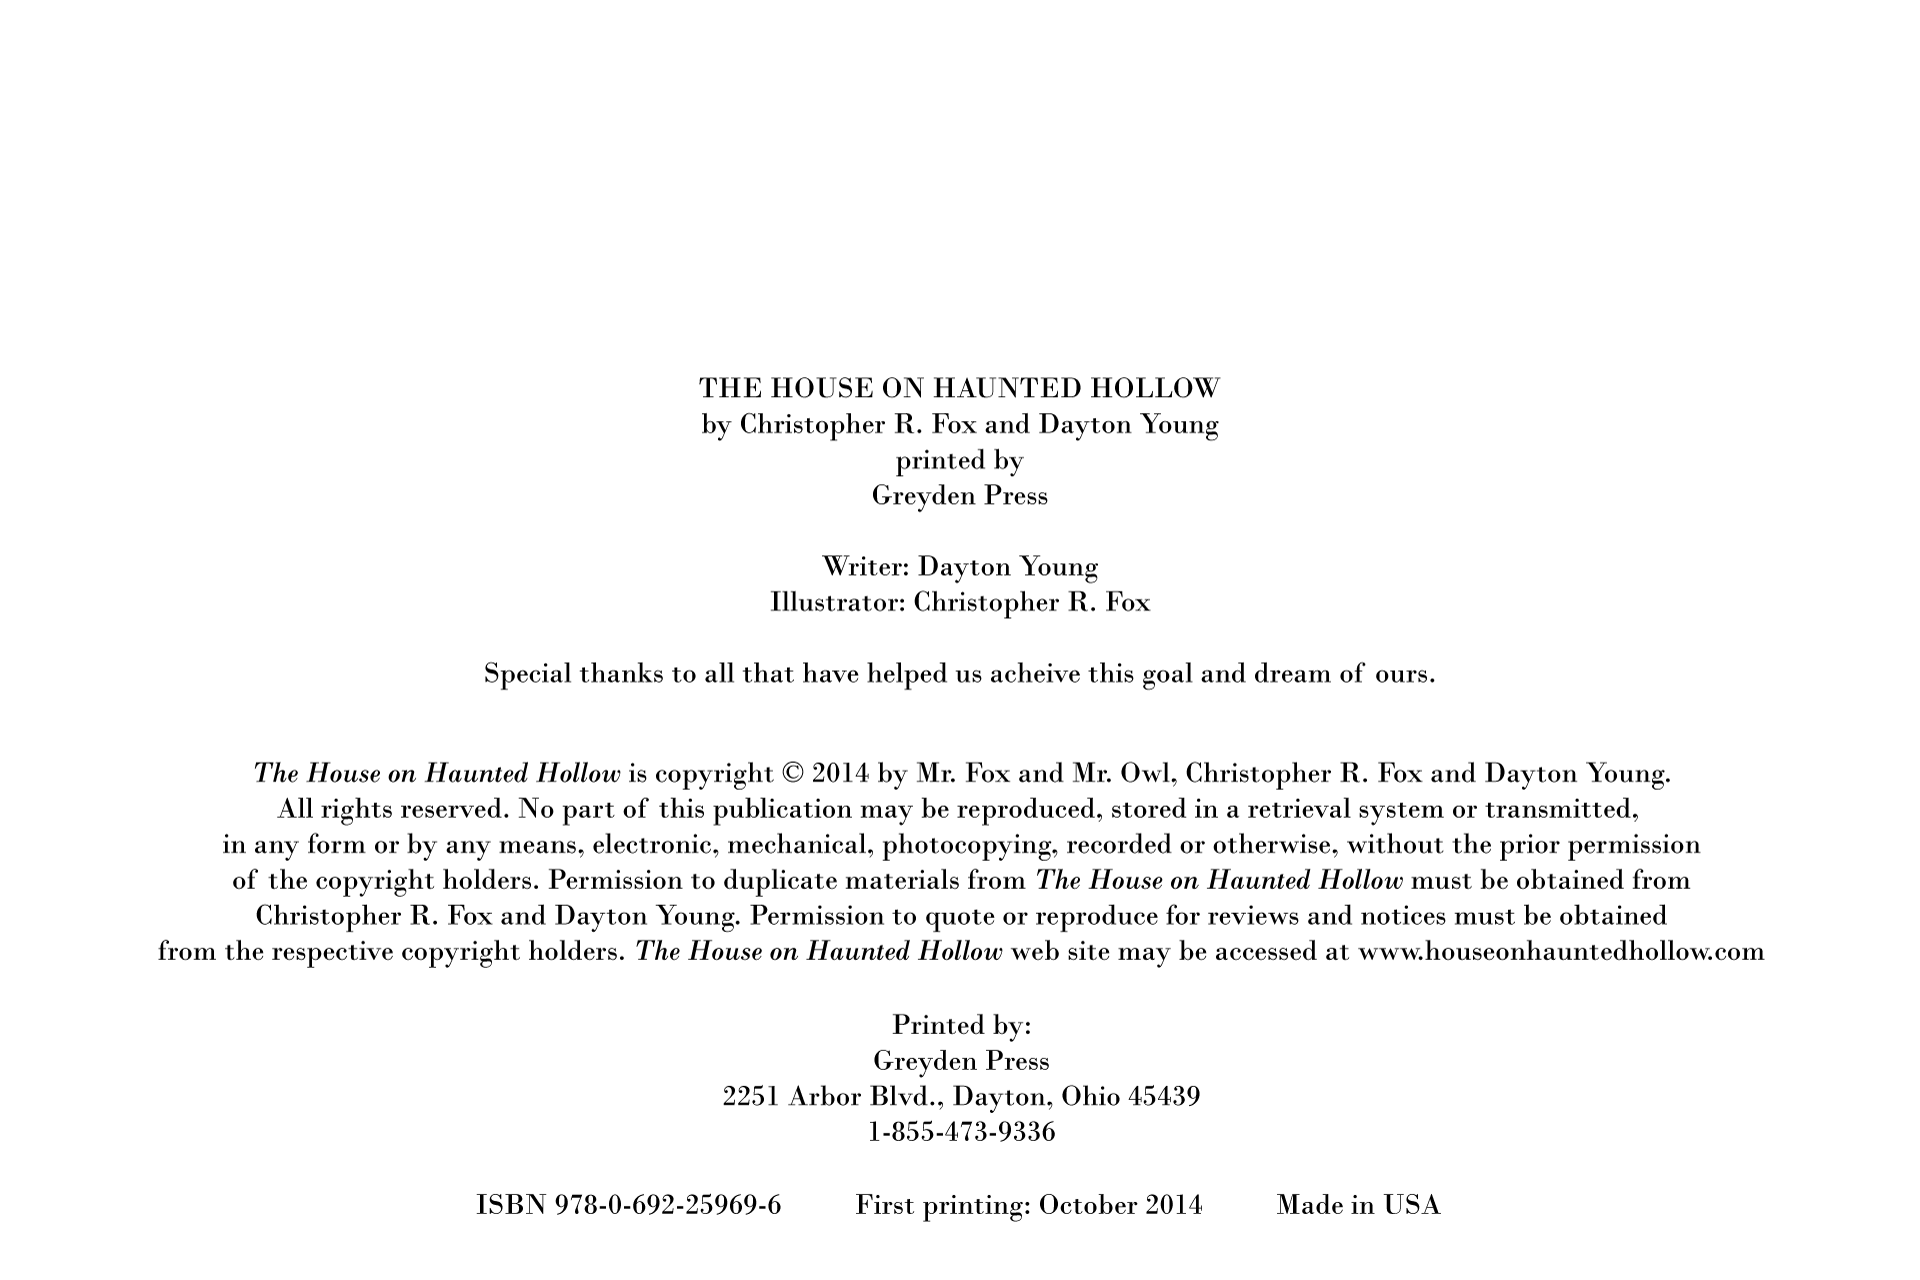 THE HOUSE ON HAUNTED HOLLOW
by Christopher R. Fox and Dayton Young
printed by
Greyden Press
Writer: Dayton Young
Illustrator: Christopher R. Fox
Special thanks to all that have helped us acheive this goal and dream of ours.
The House on Haunted Hollow is copyright © 2014 by Mr. Fox and Mr. Owl, Christopher R. Fox and Dayton Young.
All rights reserved. No part of this publication may be reproduced, stored in a retrieval system or transmitted,
in any form or by any means, electronic, mechanical, photocopying, recorded or otherwise, without the prior permission
of the copyright holders. Permission to duplicate materials from The House on Haunted Hollow must be obtained from
Christopher R. Fox and Dayton Young. Permission to quote or reproduce for reviews and notices must be obtained
from the respective copyright holders. The House on Haunted Hollow web site may be accessed at www.houseonhauntedhollow.com
Printed by:
Greyden Press
2251 Arbor Blvd., Dayton, Ohio 45439
1-855-473-9336
ISBN 978-0-692-25969-6 First printing: October 2014 Made in USA